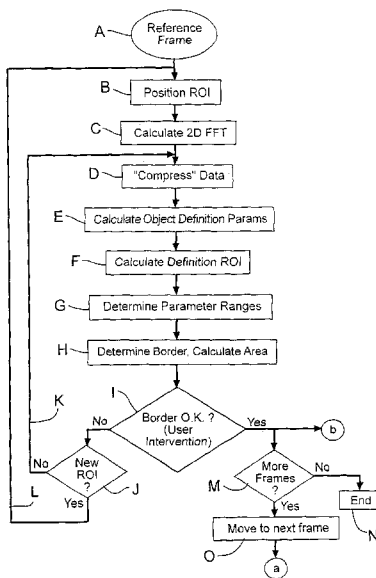 A
Reference
Frame
B
Position ROI
C
Calculate 2D FFT
D
"Compress" Data
E
Calculate Object Definition Params
F
Calculate Definition ROI
G
Determine Parameter Ranges
H
Determine Border, Calculate Area
I
K
No
Border O.K. ?
(User
Intervention)
Yes
b
No
New
ROI
?
L
Yes
J
More
Frames
?
M
No
Yes
End
N
Move to next frame
O
a